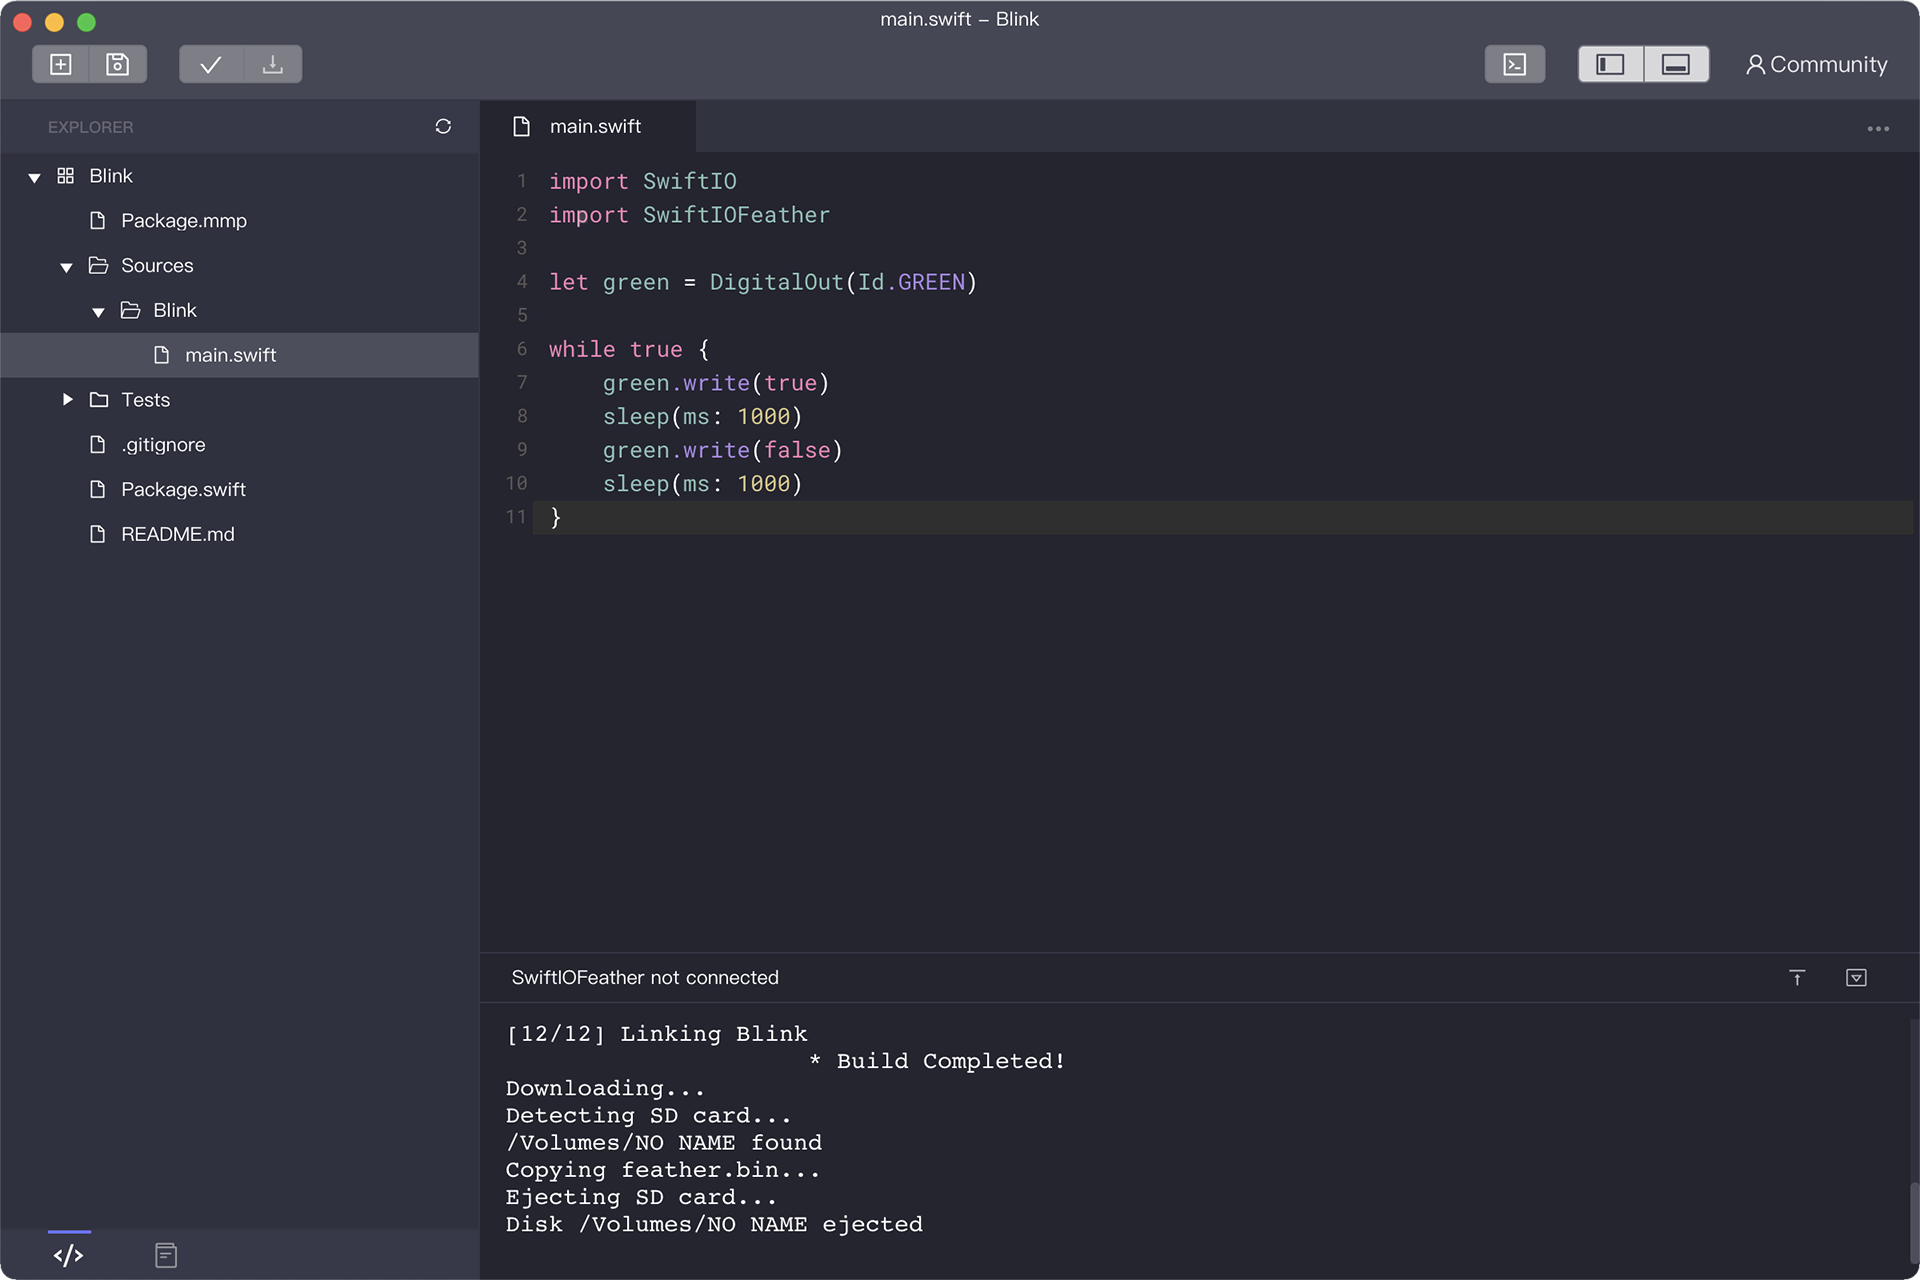 main.swift – Blink
Community
EXPLORER
Blink
Package.mmp
Sources
Blink
main.swift
Tests
.gitignore
Package.swift
README.md
main.swift
1 import SwiftIO
2 import SwiftIOFeather
3
4 let green = DigitalOut(Id.GREEN)
5
6 while true {
7     green.write(true)
8     sleep(ms: 1000)
9     green.write(false)
10     sleep(ms: 1000)
11 }
SwiftIOFeather not connected
[12/12] Linking Blink
* Build Completed!
Downloading...
Detecting SD card...
/Volumes/NO NAME found
Copying feather.bin...
Ejecting SD card...
Disk /Volumes/NO NAME ejected